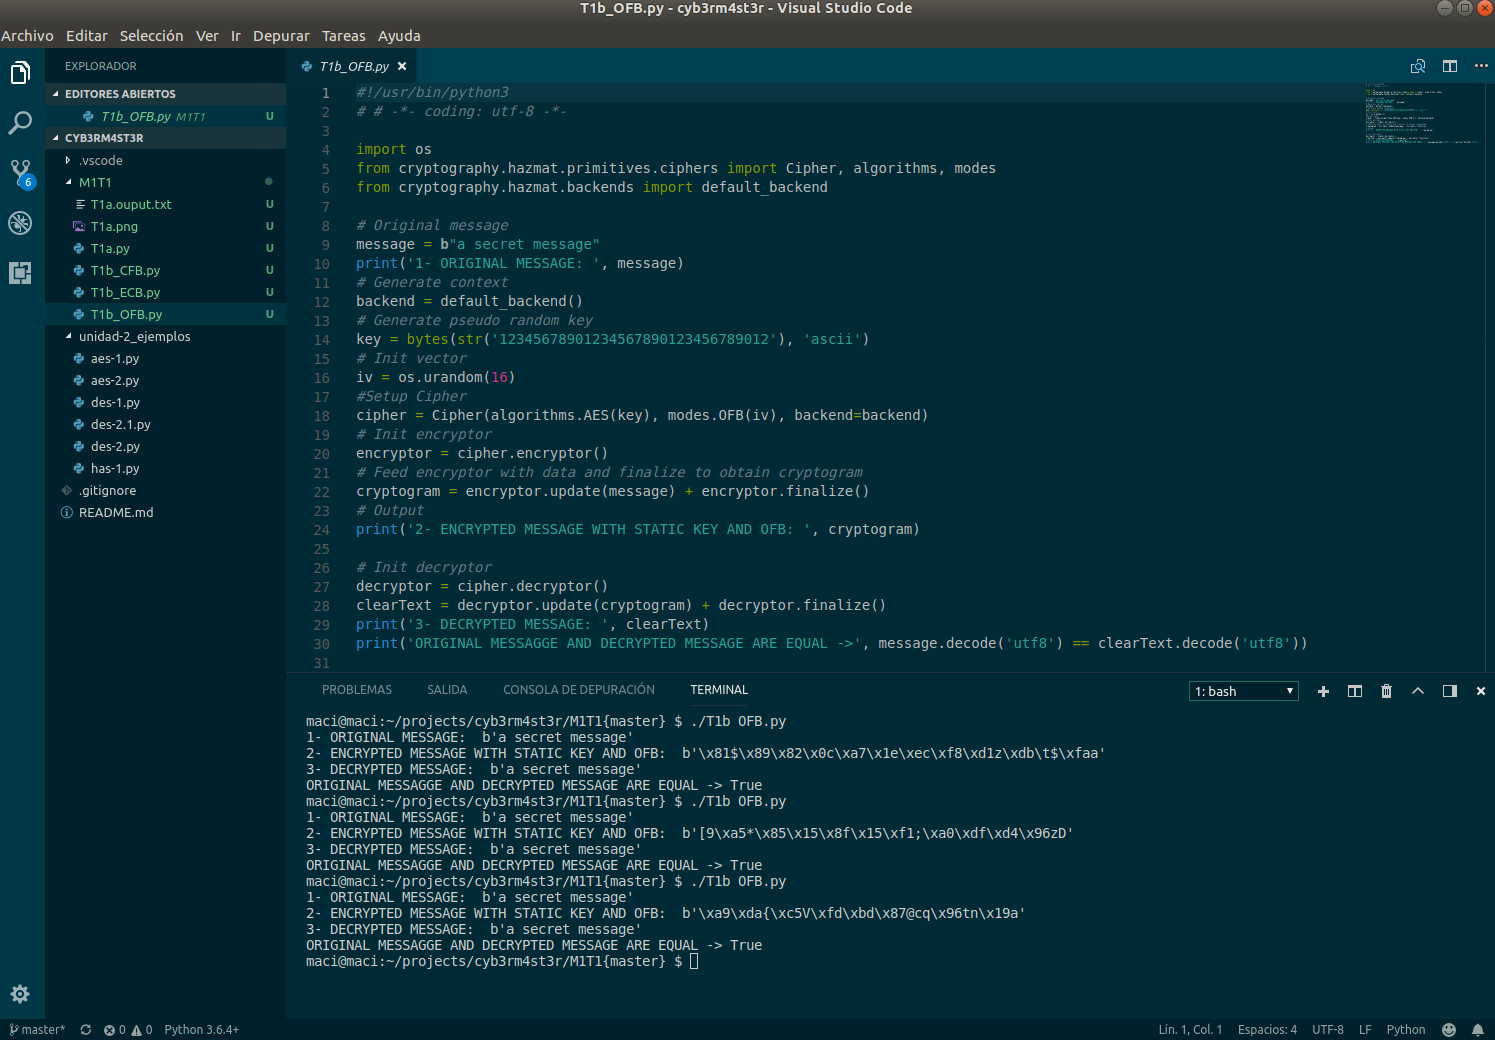 T1b_OFB.py - cyb3rm4st3r - Visual Studio Code
Archivo Editar Selección Ver Ir Depurar Tareas Ayuda
EXPLORADOR
EDITORES ABIERTOS
T1b_OFB.py M1T1 U
CYB3RM4ST3R
.vscode
M1T1
T1a.ouput.txt U
T1a.png U
T1a.py U
T1b_CFB.py U
T1b_ECB.py U
T1b_OFB.py U
unidad-2_ejemplos
aes-1.py
aes-2.py
des-1.py
des-2.1.py
des-2.py
has-1.py
.gitignore
README.md
6
T1b_OFB.py
1 #!/usr/bin/python3
2 # # -*- coding: utf-8 -*-
3
4 import os
5 from cryptography.hazmat.primitives.ciphers import Cipher, algorithms, modes
6 from cryptography.hazmat.backends import default_backend
7
8 # Original message
9 message = b"a secret message"
10 print('1- ORIGINAL MESSAGE: ', message)
11 # Generate context
12 backend = default_backend()
13 # Generate pseudo random key
14 key = bytes(str('12345678901234567890123456789012'), 'ascii')
15 # Init vector
16 iv = os.urandom(16)
17 #Setup Cipher
18 cipher = Cipher(algorithms.AES(key), modes.OFB(iv), backend=backend)
19 # Init encryptor
20 encryptor = cipher.encryptor()
21 # Feed encryptor with data and finalize to obtain cryptogram
22 cryptogram = encryptor.update(message) + encryptor.finalize()
23 # Output
24 print('2- ENCRYPTED MESSAGE WITH STATIC KEY AND OFB: ', cryptogram)
25
26 # Init decryptor
27 decryptor = cipher.decryptor()
28 clearText = decryptor.update(cryptogram) + decryptor.finalize()
29 print('3- DECRYPTED MESSAGE: ', clearText)
30 print('ORIGINAL MESSAGGE AND DECRYPTED MESSAGE ARE EQUAL ->', message.decode('utf8') == clearText.decode('utf8'))
31
PROBLEMAS SALIDA CONSOLA DE DEPURACIÓN TERMINAL 1: bash
maci@maci:~/projects/cyb3rm4st3r/M1T1{master} $ ./T1b OFB.py
1- ORIGINAL MESSAGE:  b'a secret message'
2- ENCRYPTED MESSAGE WITH STATIC KEY AND OFB:  b'\x81$\x89\x82\x0c\xa7\x1e\xec\xf8\xd1z\xdb\t$\xfaa'
3- DECRYPTED MESSAGE:  b'a secret message'
ORIGINAL MESSAGGE AND DECRYPTED MESSAGE ARE EQUAL -> True
maci@maci:~/projects/cyb3rm4st3r/M1T1{master} $ ./T1b OFB.py
1- ORIGINAL MESSAGE:  b'a secret message'
2- ENCRYPTED MESSAGE WITH STATIC KEY AND OFB:  b'[9\xa5*\x85\x15\x8f\x15\xf1;\xa0\xdf\xd4\x96zD'
3- DECRYPTED MESSAGE:  b'a secret message'
ORIGINAL MESSAGGE AND DECRYPTED MESSAGE ARE EQUAL -> True
maci@maci:~/projects/cyb3rm4st3r/M1T1{master} $ ./T1b OFB.py
1- ORIGINAL MESSAGE:  b'a secret message'
2- ENCRYPTED MESSAGE WITH STATIC KEY AND OFB:  b'\xa9\xda{\xc5V\xfd\xbd\x87@cq\x96tn\x19a'
3- DECRYPTED MESSAGE:  b'a secret message'
ORIGINAL MESSAGGE AND DECRYPTED MESSAGE ARE EQUAL -> True
maci@maci:~/projects/cyb3rm4st3r/M1T1{master} $
master* 0 0 Python 3.6.4+ Lín. 1, Col. 1 Espacios: 4 UTF-8 LF Python